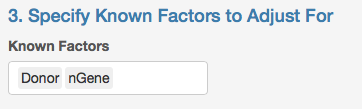 3. Specify Known Factors to Adjust For
Known Factors
Donor nGene